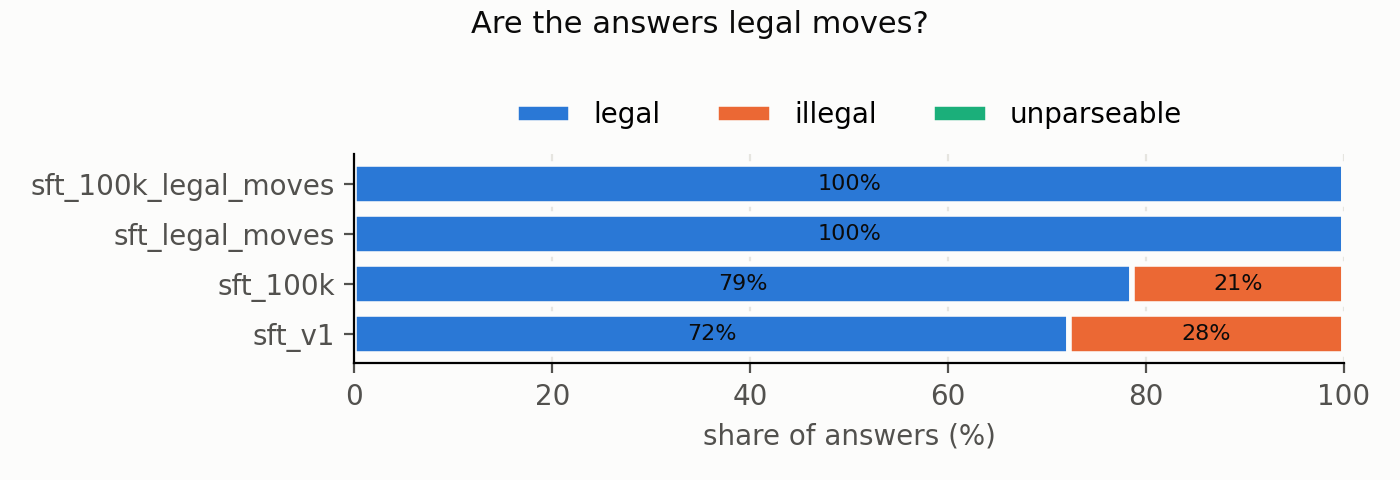 Are the answers legal moves?
legal illegal unparseable
sft_100k_legal_moves 100%
sft_legal_moves 100%
sft_100k 79% 21%
sft_v1 72% 28%
0 20 40 60 80 100
share of answers (%)